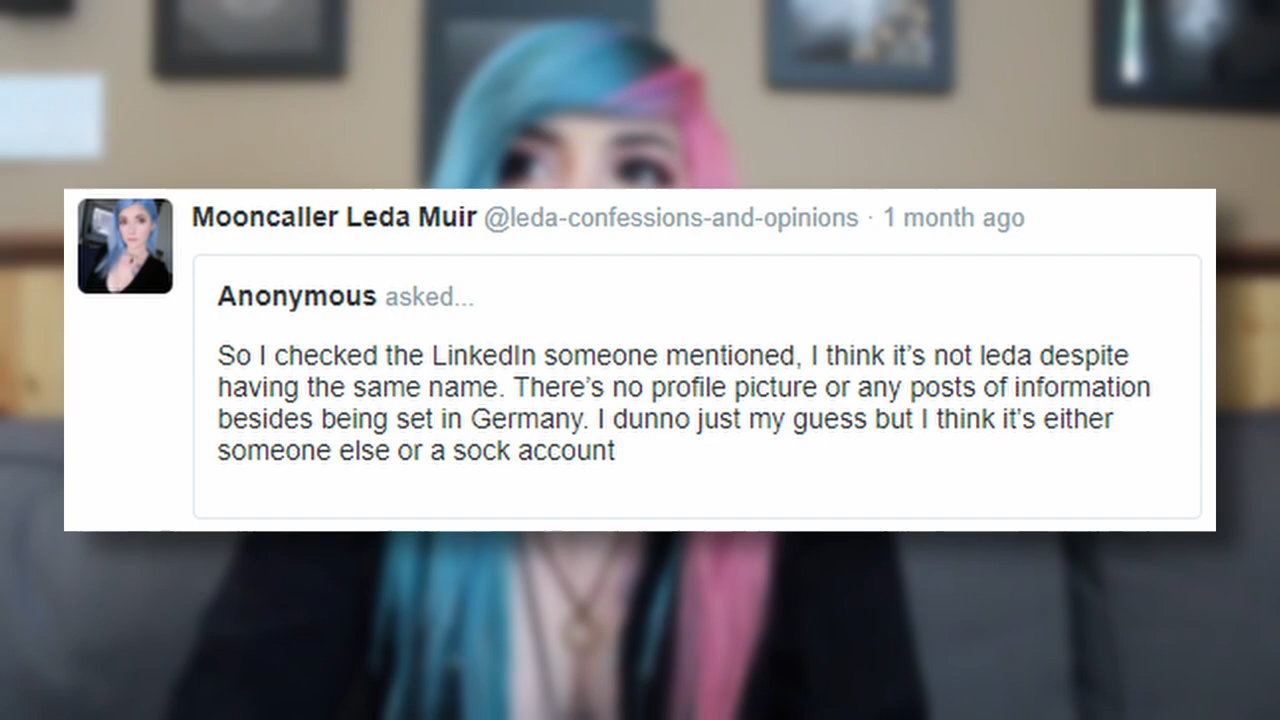 Mooncaller Leda Muir @leda-confessions-and-opinions · 1 month ago
Anonymous asked...
So I checked the LinkedIn someone mentioned, I think it’s not leda despite
having the same name. There’s no profile picture or any posts of information
besides being set in Germany. I dunno just my guess but I think it’s either
someone else or a sock account